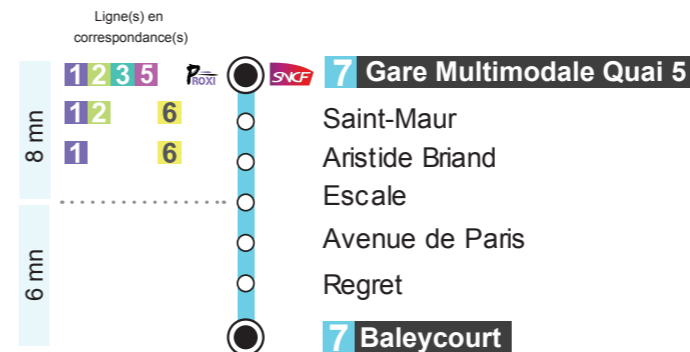 Ligne(s) en
correspondance(s)
1 2 3 5 PROXI SNCF 7 Gare Multimodale Quai 5
8 mn
1 2 6 Saint-Maur
1 6 Aristide Briand
Escale
6 mn
Avenue de Paris
Regret
7 Baleycourt